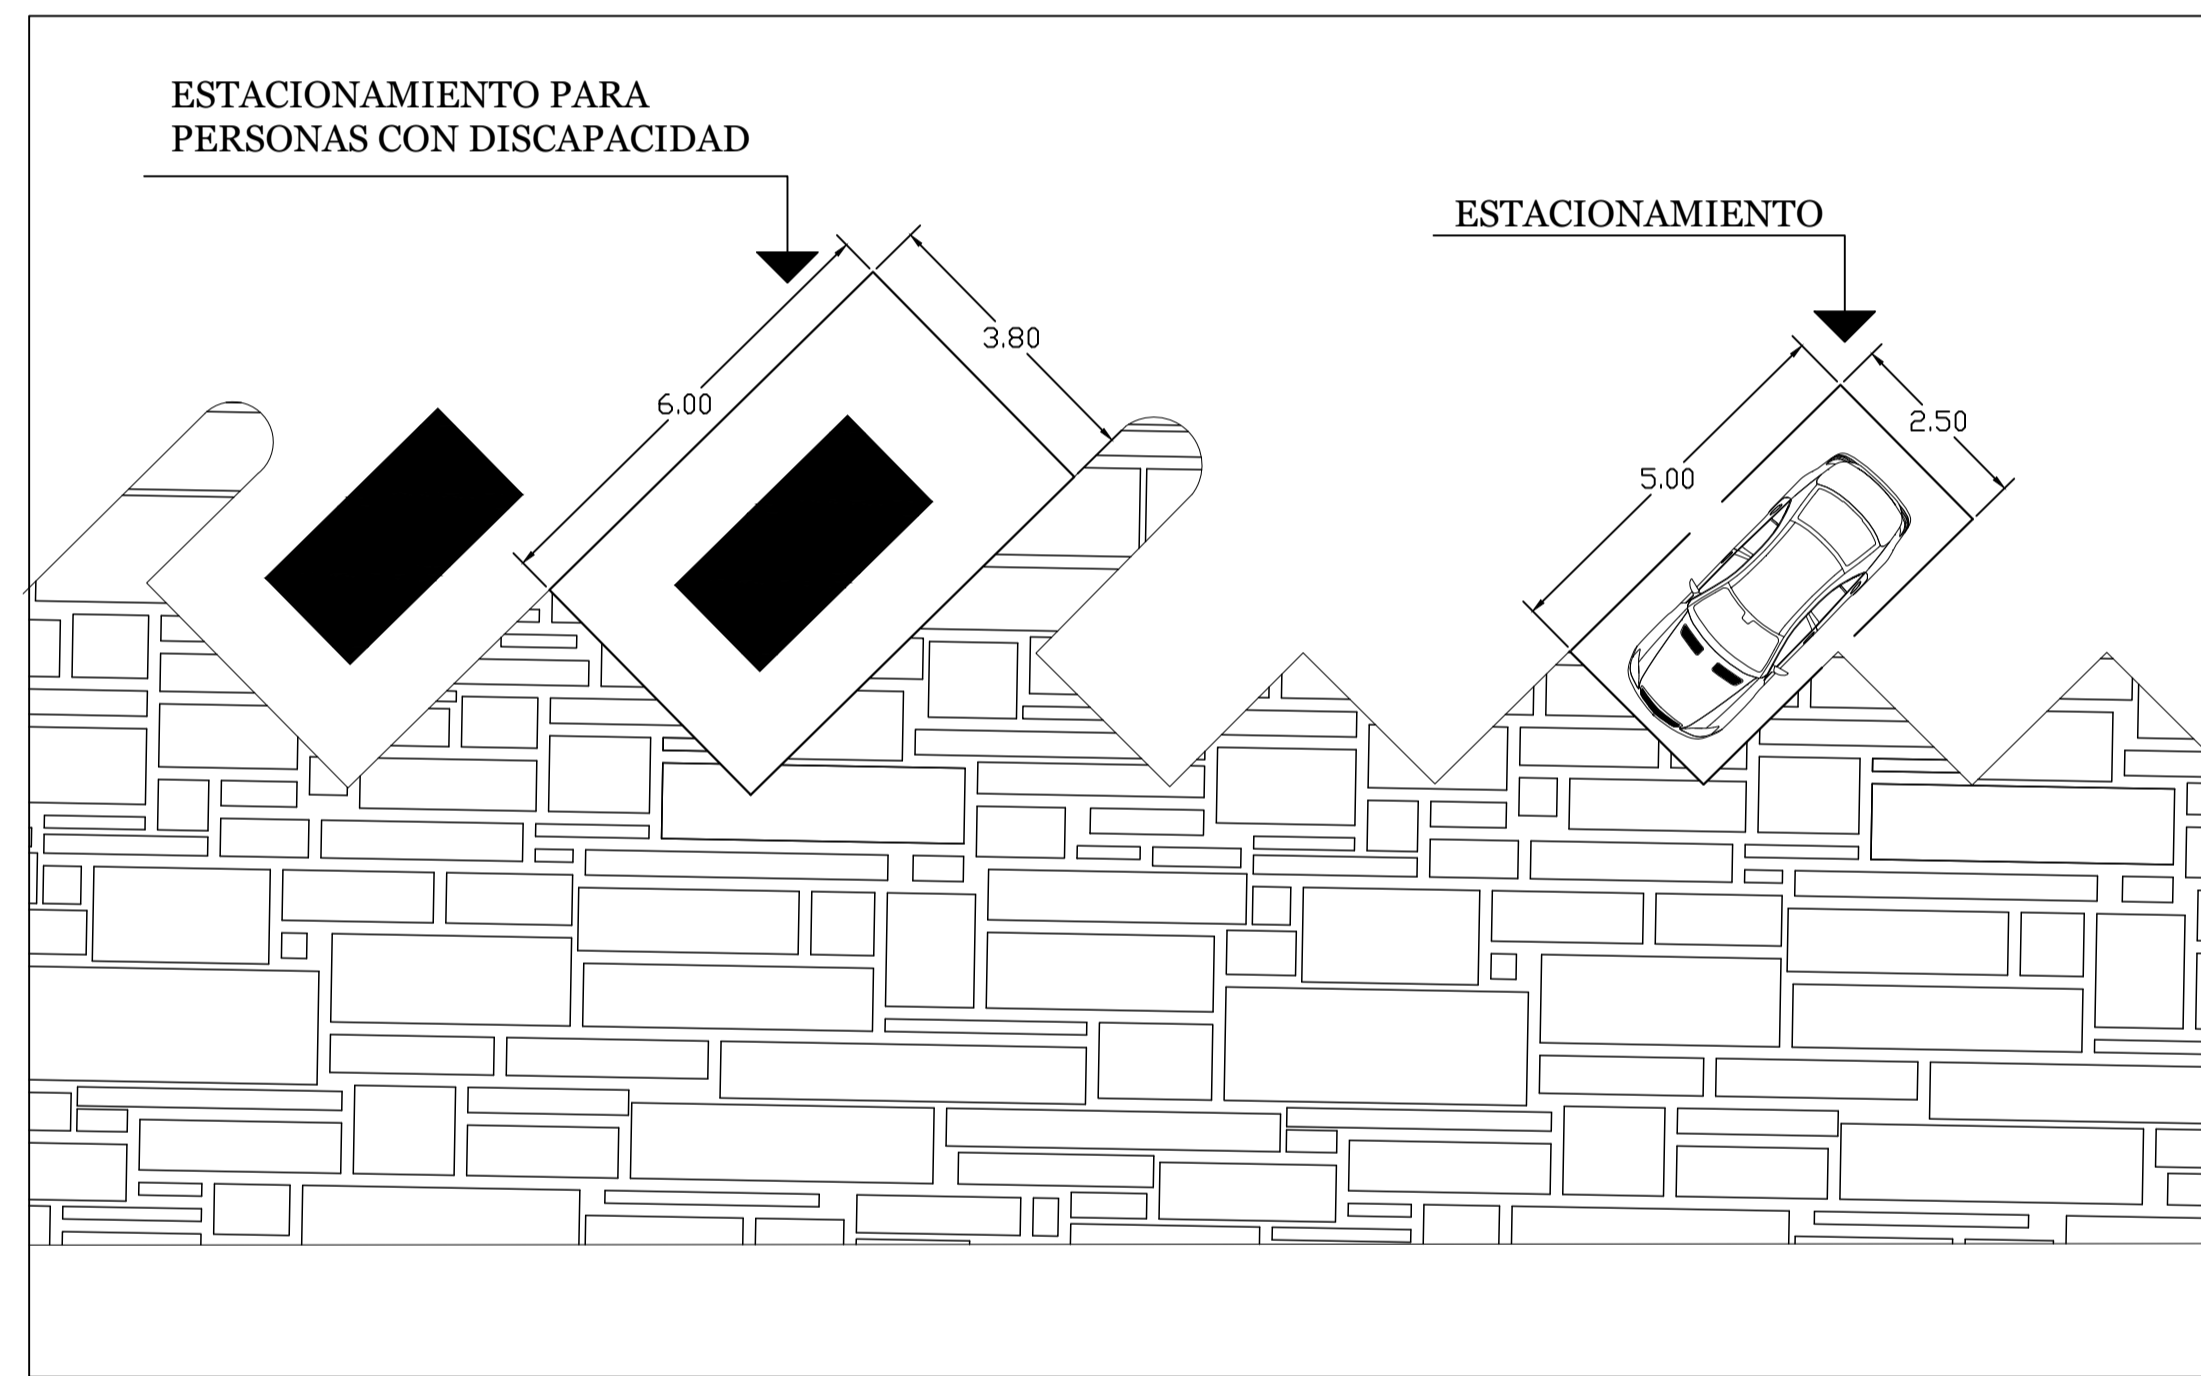 ESTACIONAMIENTO PARA
PERSONAS CON DISCAPACIDAD
ESTACIONAMIENTO
3.80
6.00
2.50
5.00